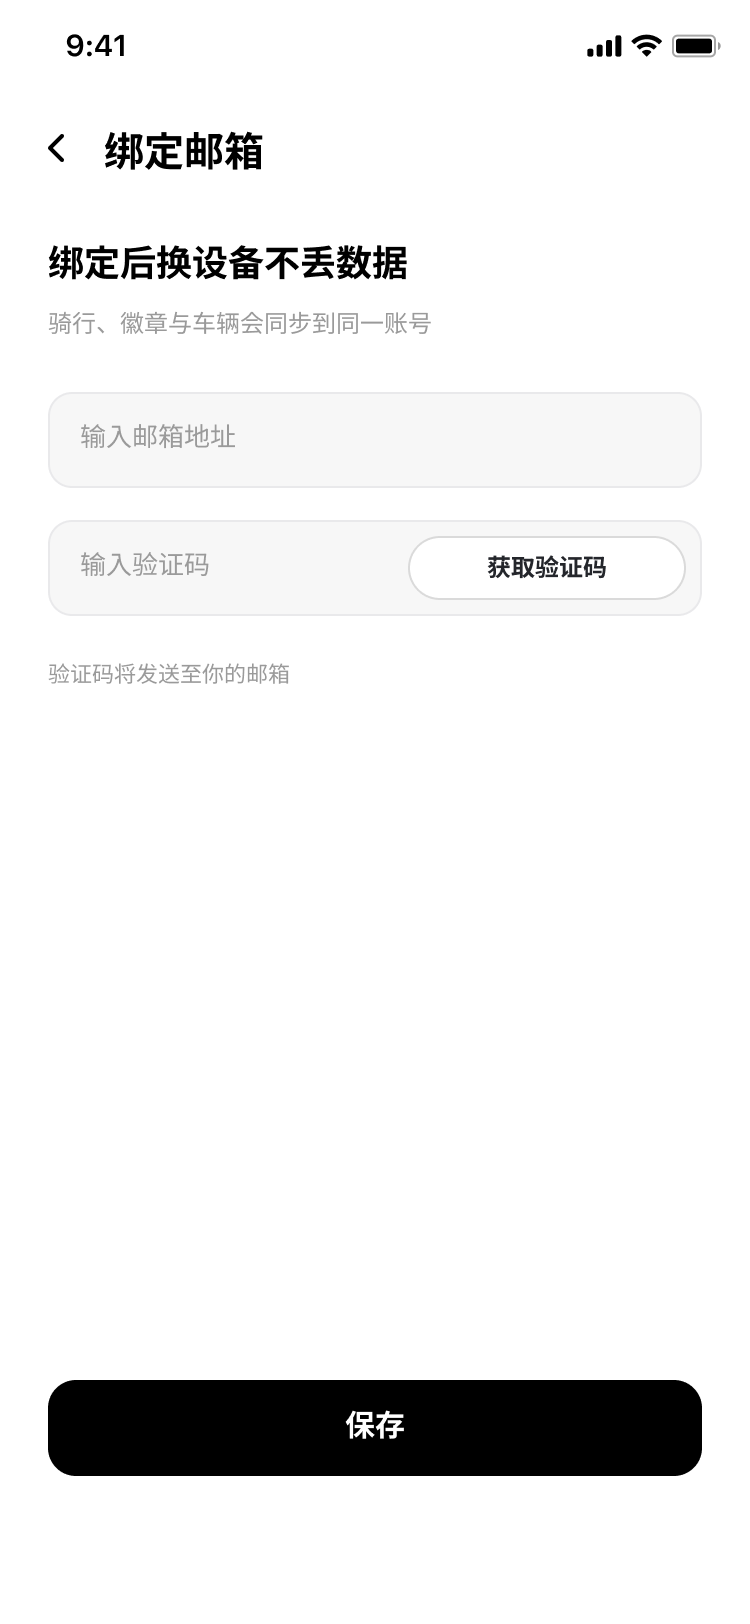 9:41
绑定邮箱
绑定后换设备不丢数据
骑行、徽章与车辆会同步到同一账号
输入邮箱地址
输入验证码
获取验证码
验证码将发送至你的邮箱
保存